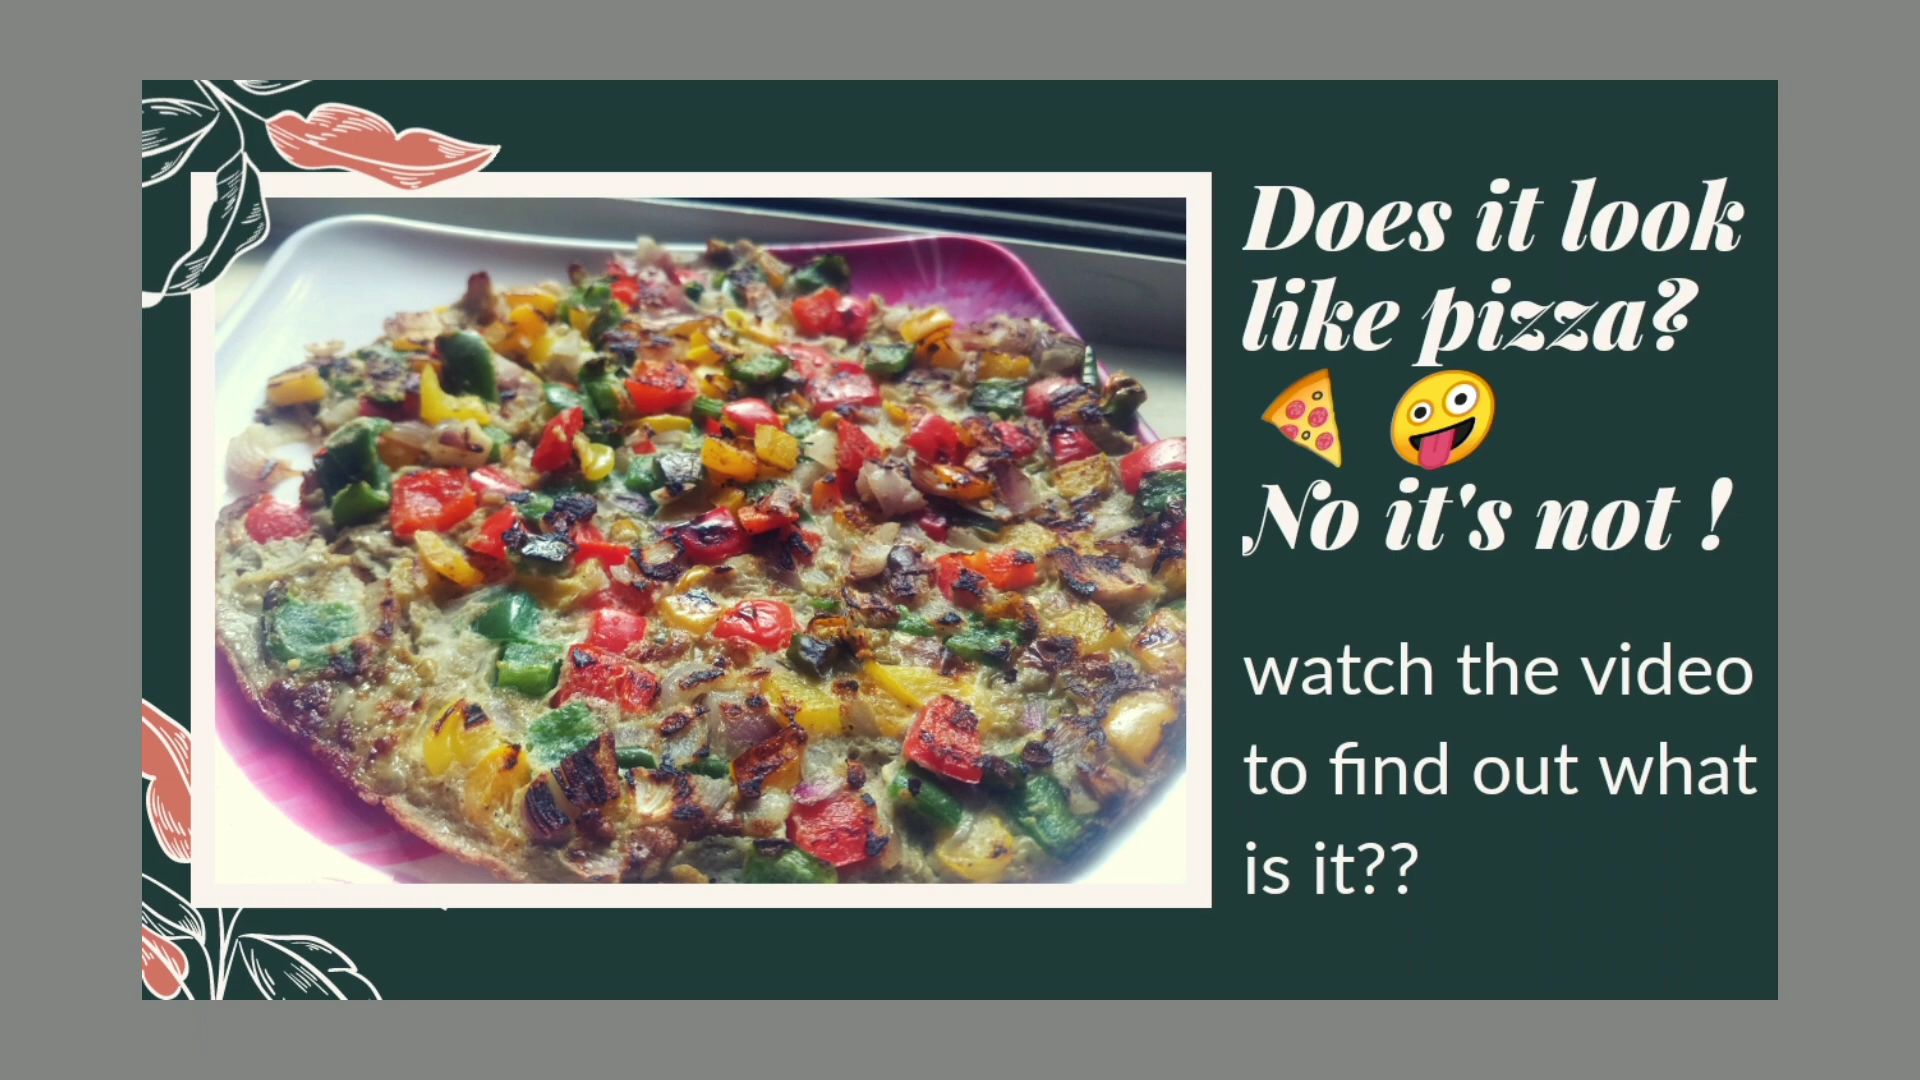 Does it look
like pizza?
🍕 🤪
No it's not !
watch the video
to find out what
is it??